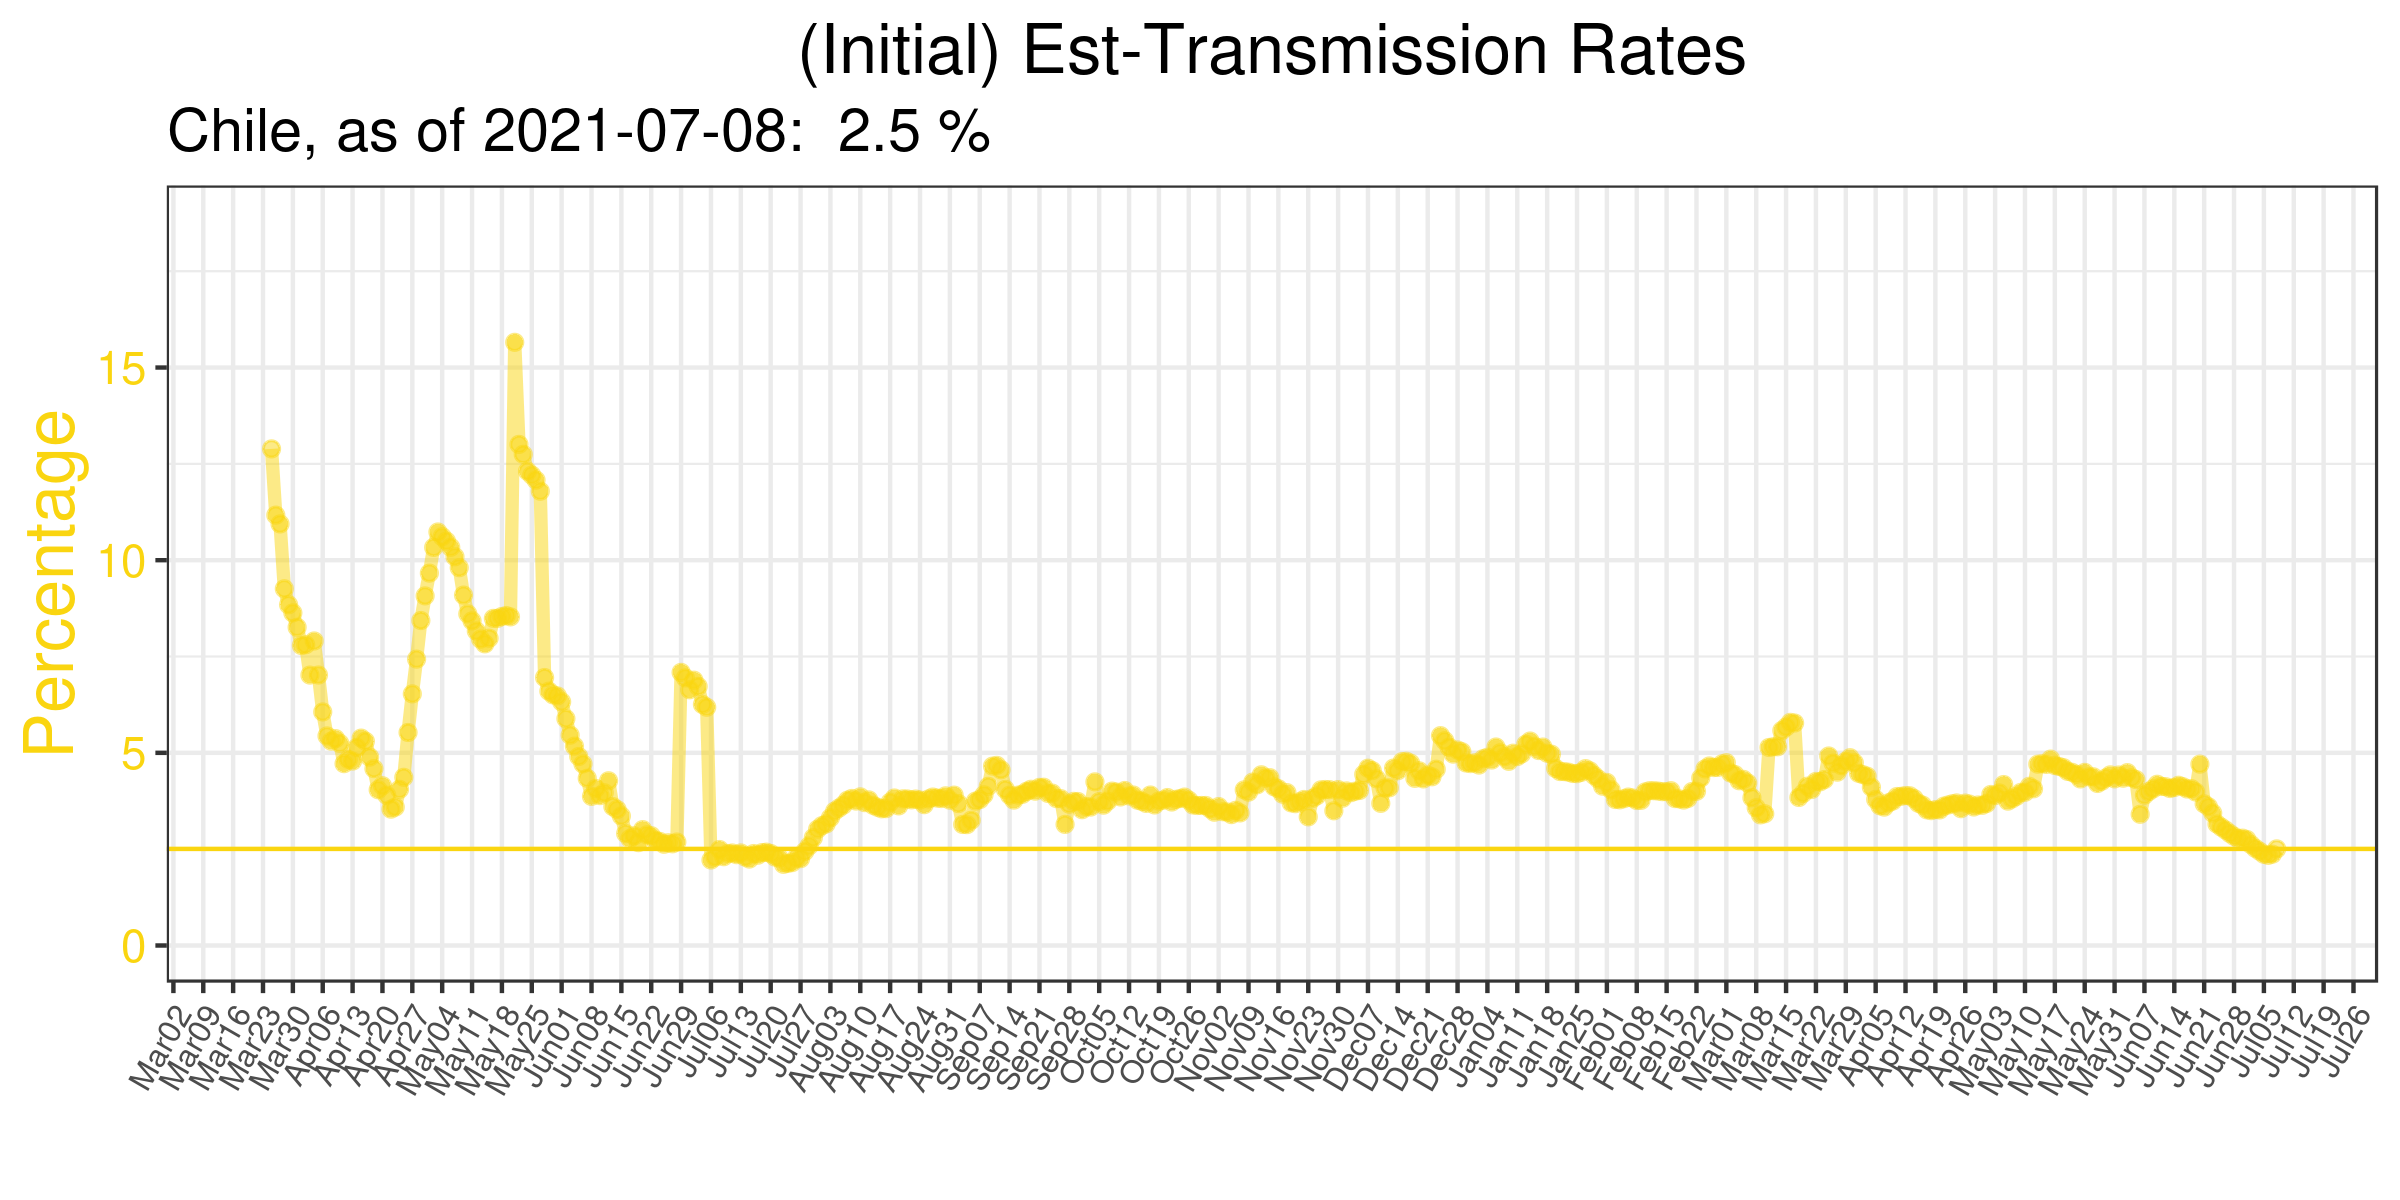 (Initial) Est-Transmission Rates
Chile, as of 2021-07-08:  2.5 %
Percentage
15
10
5
0
Mar02
Mar09
Mar16
Mar23
Mar30
Apr06
Apr13
Apr20
Apr27
May04
May11
May18
May25
Jun01
Jun08
Jun15
Jun22
Jun29
Jul06
Jul13
Jul20
Jul27
Aug03
Aug10
Aug17
Aug24
Aug31
Sep07
Sep14
Sep21
Sep28
Oct05
Oct12
Oct19
Oct26
Nov02
Nov09
Nov16
Nov23
Nov30
Dec07
Dec14
Dec21
Dec28
Jan04
Jan11
Jan18
Jan25
Feb01
Feb08
Feb15
Feb22
Mar01
Mar08
Mar15
Mar22
Mar29
Apr05
Apr12
Apr19
Apr26
May03
May10
May17
May24
May31
Jun07
Jun14
Jun21
Jun28
Jul05
Jul12
Jul19
Jul26